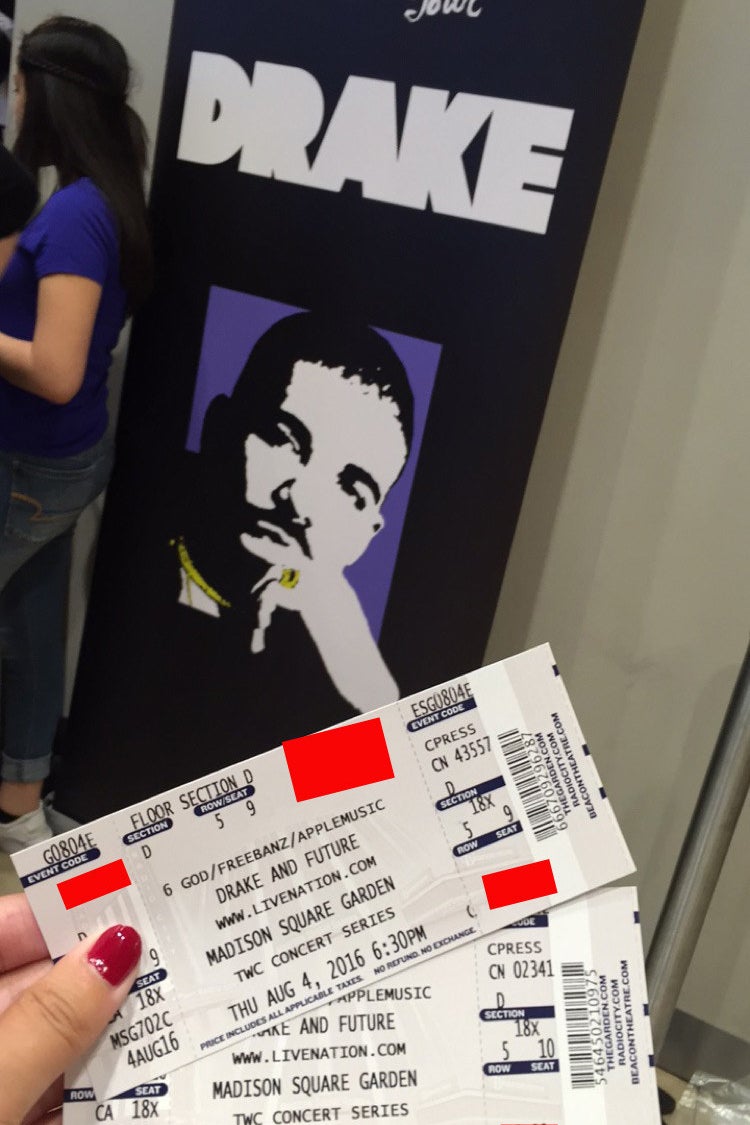 Tour
DRAKE
G0804E
EVENT CODE
FLOOR SECTION D
SECTION
ROW/SEAT
D
5 9
6 GOD/FREEBANZ/APPLEMUSIC
DRAKE AND FUTURE
WWW.LIVENATION.COM
MADISON SQUARE GARDEN
TWC CONCERT SERIES
THU AUG 4, 2016 6:30PM
PRICE INCLUDES ALL APPLICABLE TAXES. NO REFUND. NO EXCHANGE.
9
SEAT
18X
MSG702C
4AUG16
ESG0804E
EVENT CODE
CPRESS
CN 43557
D
SECTION
18X
5 9
ROW SEAT
THEGARDEN.COM
RADIOCITY.COM
BEACONTHEATRE.COM
APPLEMUSIC
AKE AND FUTURE
WWW.LIVENATION.COM
MADISON SQUARE GARDEN
TWC CONCERT SERIES
ROW SEAT
CA 18X
CODE
CPRESS
CN 02341
D
SECTION
18X
5 10
ROW SEAT
546450210975
THEGARDEN.COM
RADIOCITY.COM
BEACONTHEATRE.COM